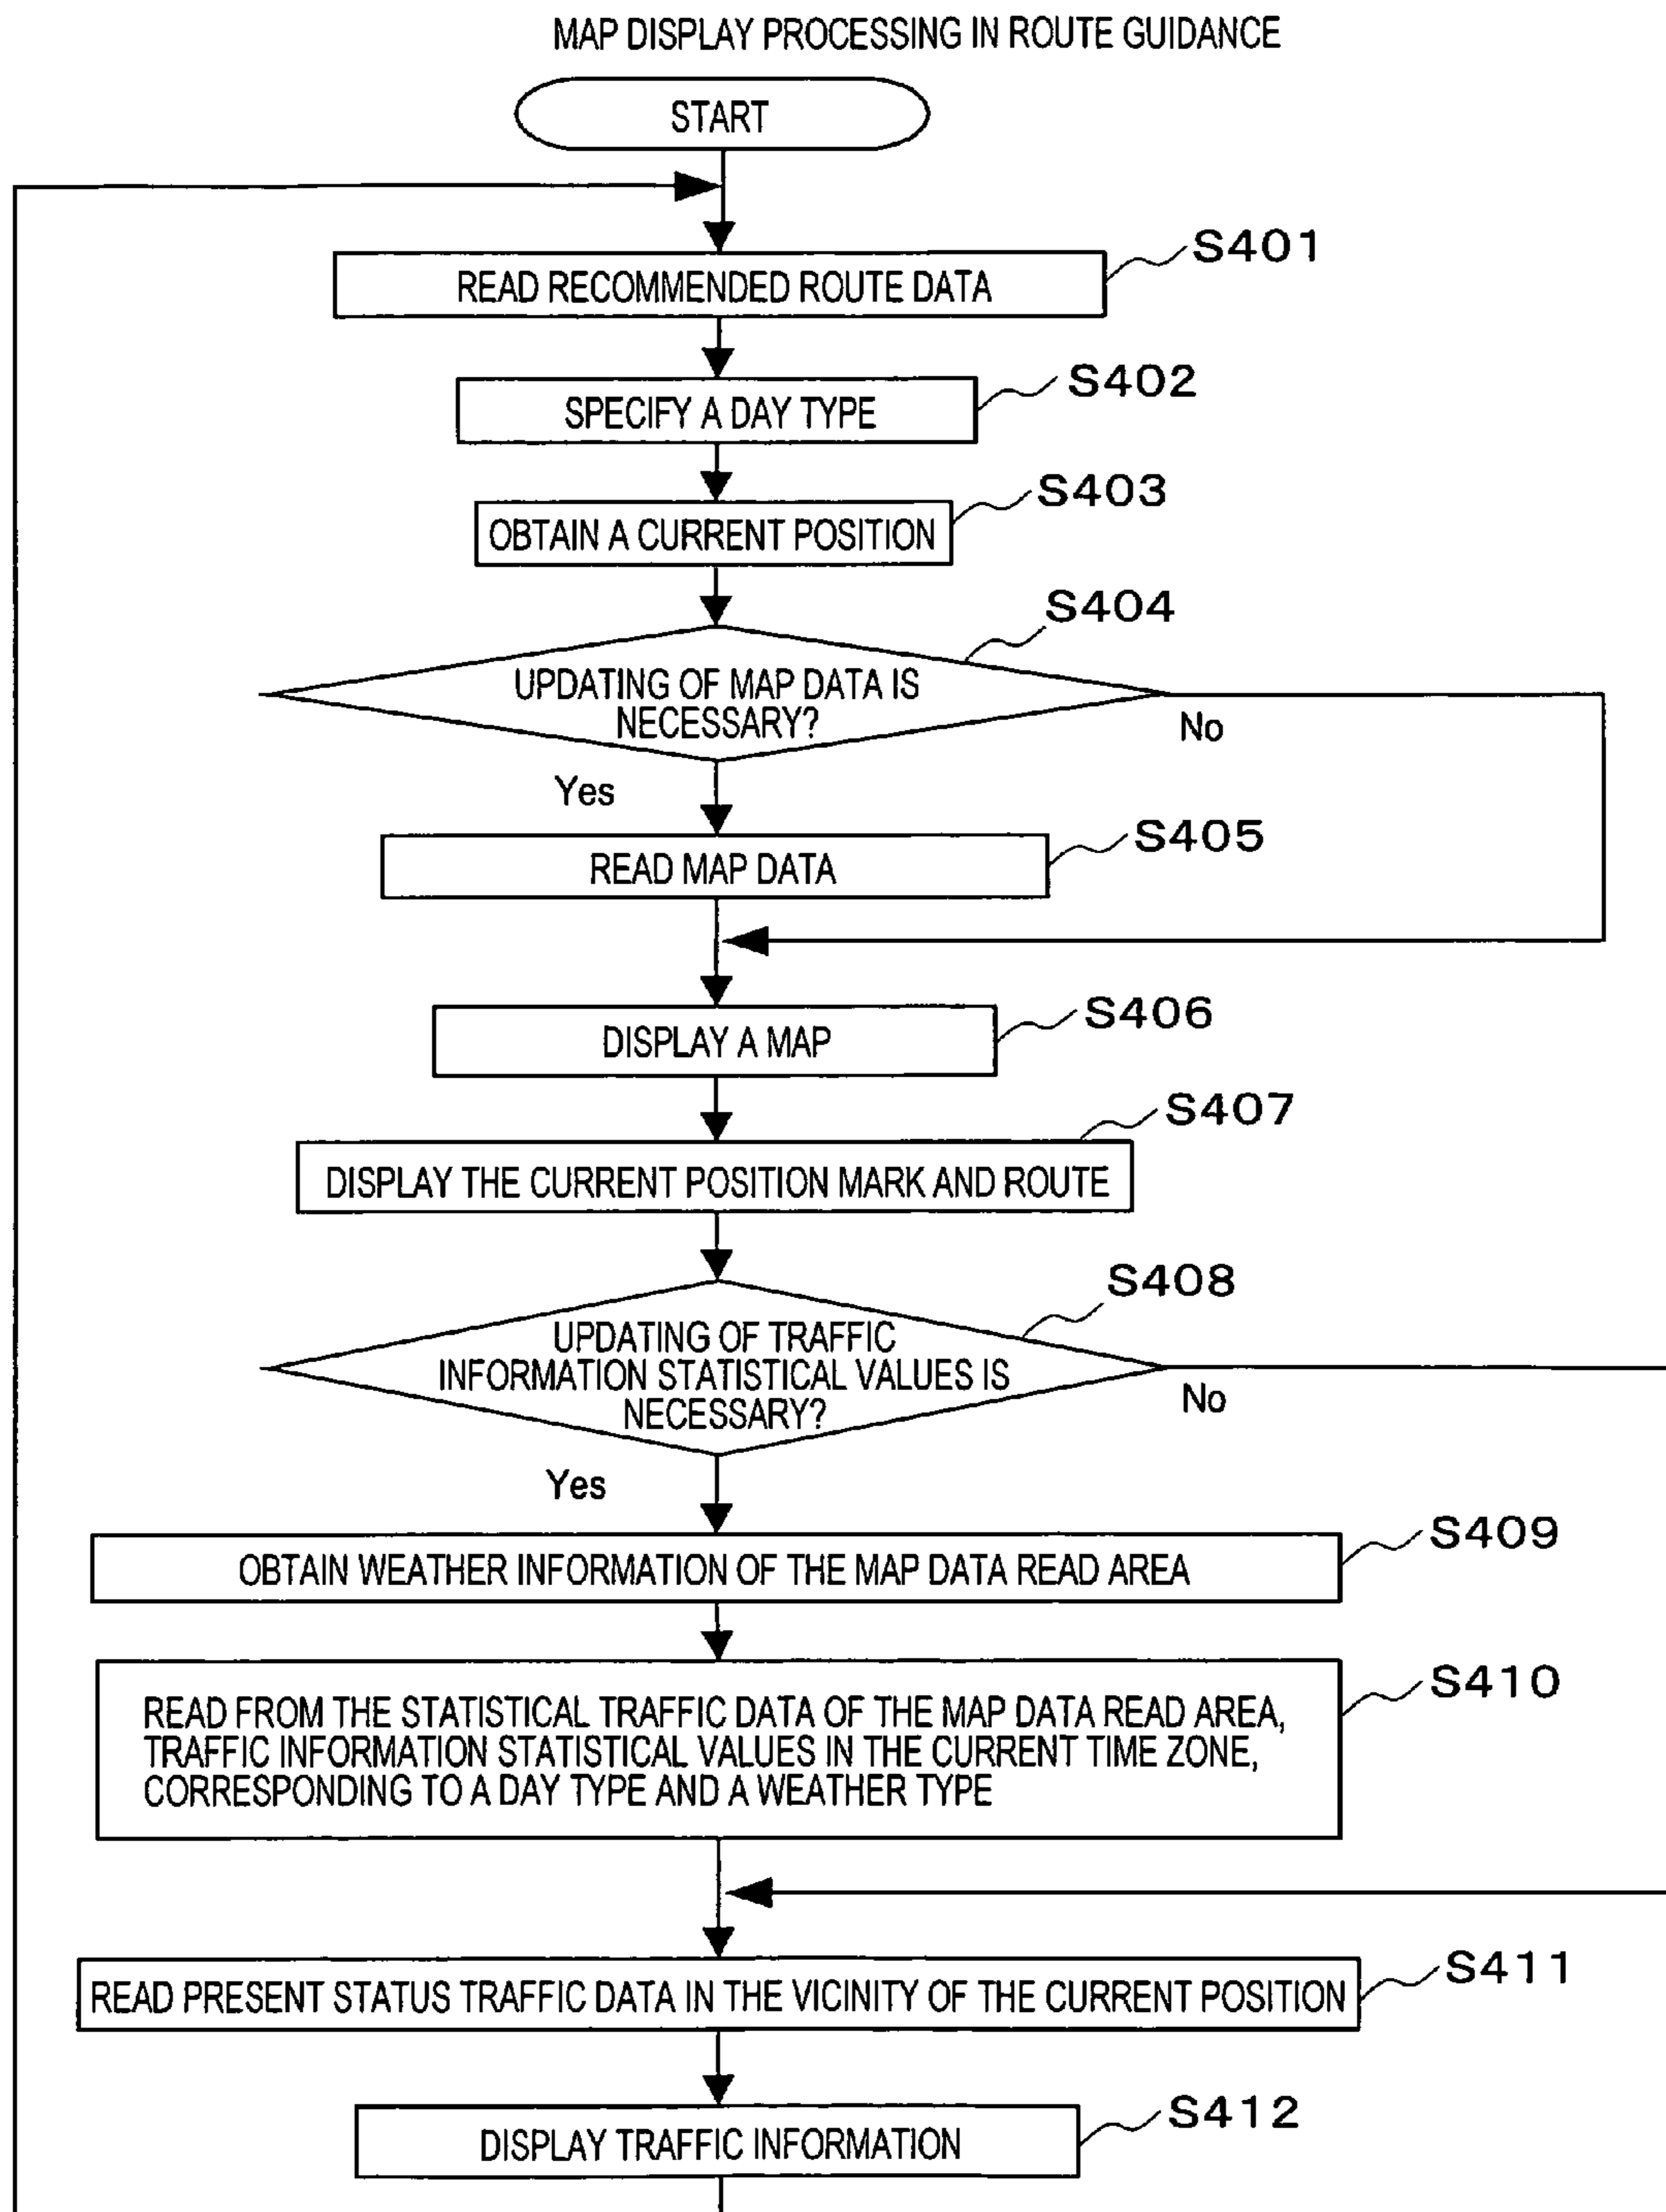 MAP DISPLAY PROCESSING IN ROUTE GUIDANCE
START
S401
READ RECOMMENDED ROUTE DATA
S402
SPECIFY A DAY TYPE
S403
OBTAIN A CURRENT POSITION
S404
UPDATING OF MAP DATA IS
NECESSARY?
No
Yes
S405
READ MAP DATA
S406
DISPLAY A MAP
S407
DISPLAY THE CURRENT POSITION MARK AND ROUTE
S408
UPDATING OF TRAFFIC
INFORMATION STATISTICAL VALUES IS
NECESSARY?
No
Yes
S409
OBTAIN WEATHER INFORMATION OF THE MAP DATA READ AREA
S410
READ FROM THE STATISTICAL TRAFFIC DATA OF THE MAP DATA READ AREA,
TRAFFIC INFORMATION STATISTICAL VALUES IN THE CURRENT TIME ZONE,
CORRESPONDING TO A DAY TYPE AND A WEATHER TYPE
S411
READ PRESENT STATUS TRAFFIC DATA IN THE VICINITY OF THE CURRENT POSITION
S412
DISPLAY TRAFFIC INFORMATION